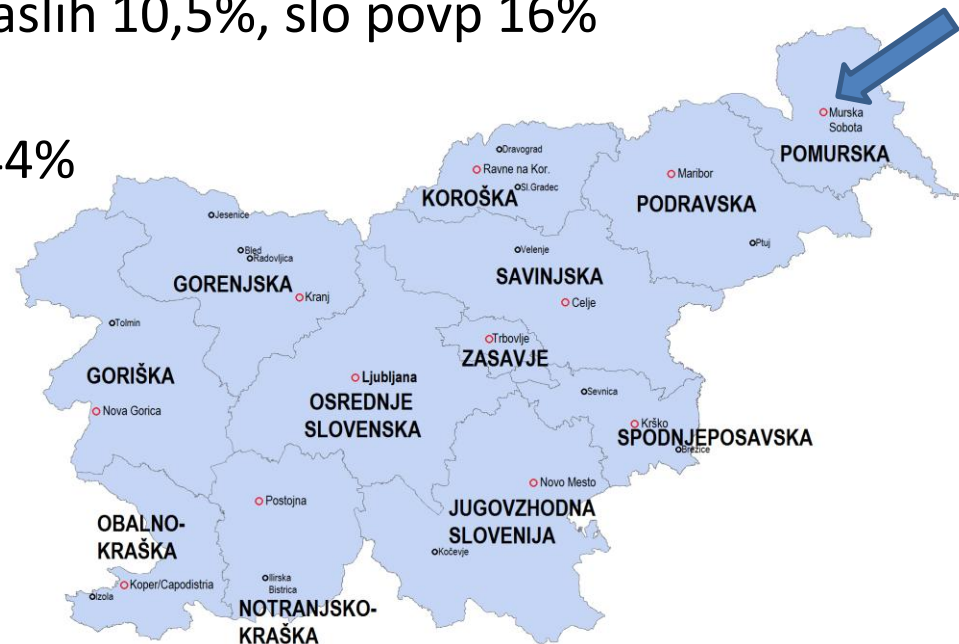 aslih 10,5%, slo povp 16%
4%
Murska
Sobota
POMURSKA
Dravograd
Ravne na Kor.
Sl.Gradec
KOROŠKA
Maribor
PODRAVSKA
Ptuj
Jesenice
Bled
Radovljica
GORENJSKA
Kranj
Velenje
SAVINJSKA
Celje
Tolmin
Trbovlje
ZASAVJE
GORIŠKA
Nova Gorica
Ljubljana
OSREDNJE
SLOVENSKA
Sevnica
Krško
SPODNJEPOSAVSKA
Brežice
Postojna
Novo Mesto
JUGOVZHODNA
SLOVENIJA
Kočevje
OBALNO-
KRAŠKA
Koper/Capodistria
Izola
Ilirska
Bistrica
NOTRANJSKO-
KRAŠKA